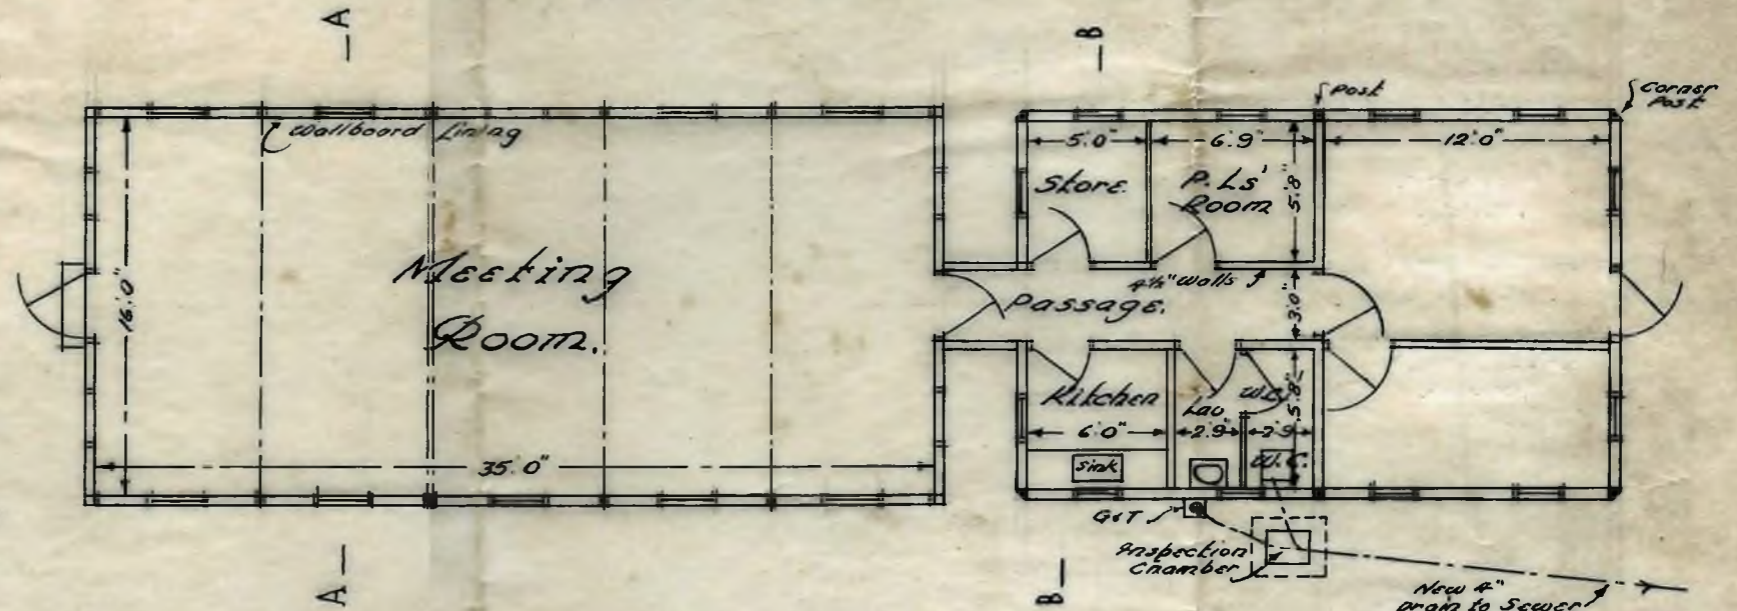 A
B
Post
Corner
Post
Wallboard Lining
5'.0"
6'.9"
12'.0"
Store.
P. Ls'
Room
5'.8"
16'.0"
Meeting
Room.
4½" Walls
Passage.
3'.0"
Kitchen
Lav
W.C.
5'.8"
6'.0"
2'.9"
2'.9
35'.0"
Sink
W.C.
G&T
Inspection
Chamber
A
B
New 4"
Drain to Sewer